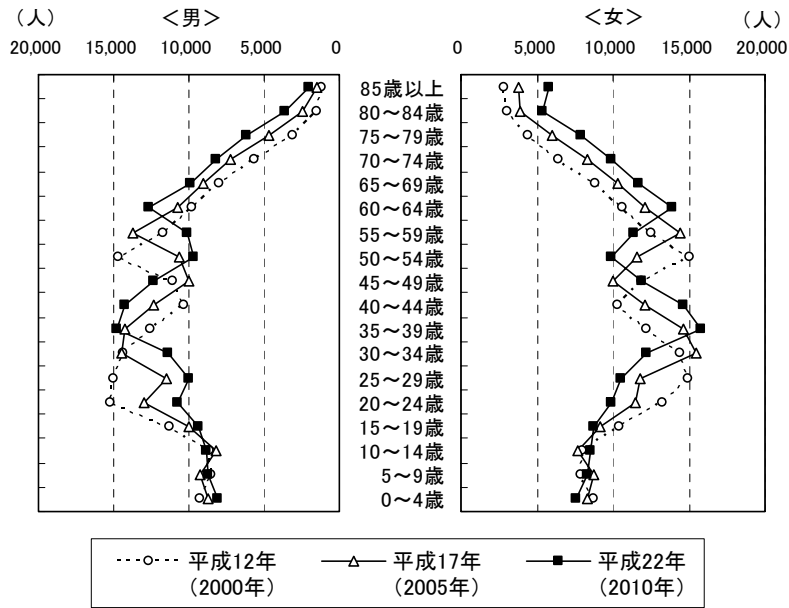 （人） ＜男＞ ＜女＞ （人）
20,000 15,000 10,000 5,000 0 0 5,000 10,000 15,000 20,000
85歳以上
80～84歳
75～79歳
70～74歳
65～69歳
60～64歳
55～59歳
50～54歳
45～49歳
40～44歳
35～39歳
30～34歳
25～29歳
20～24歳
15～19歳
10～14歳
5～9歳
0～4歳
平成12年 平成17年 平成22年
（2000年） （2005年） （2010年）